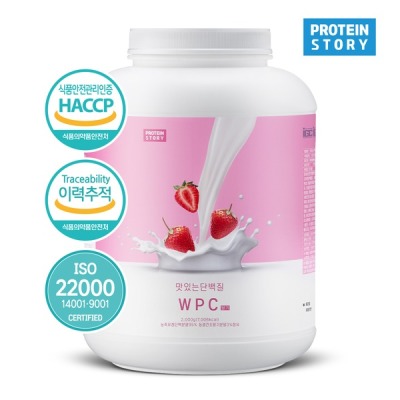 PROTEIN
STORY
식품안전관리인증
HACCP
식품의약품안전처
Traceability
이력추적
식품의약품안전처
ISO
22000
14001·9001
CERTIFIED
PROTEIN
STORY
맛있는단백질
WPC